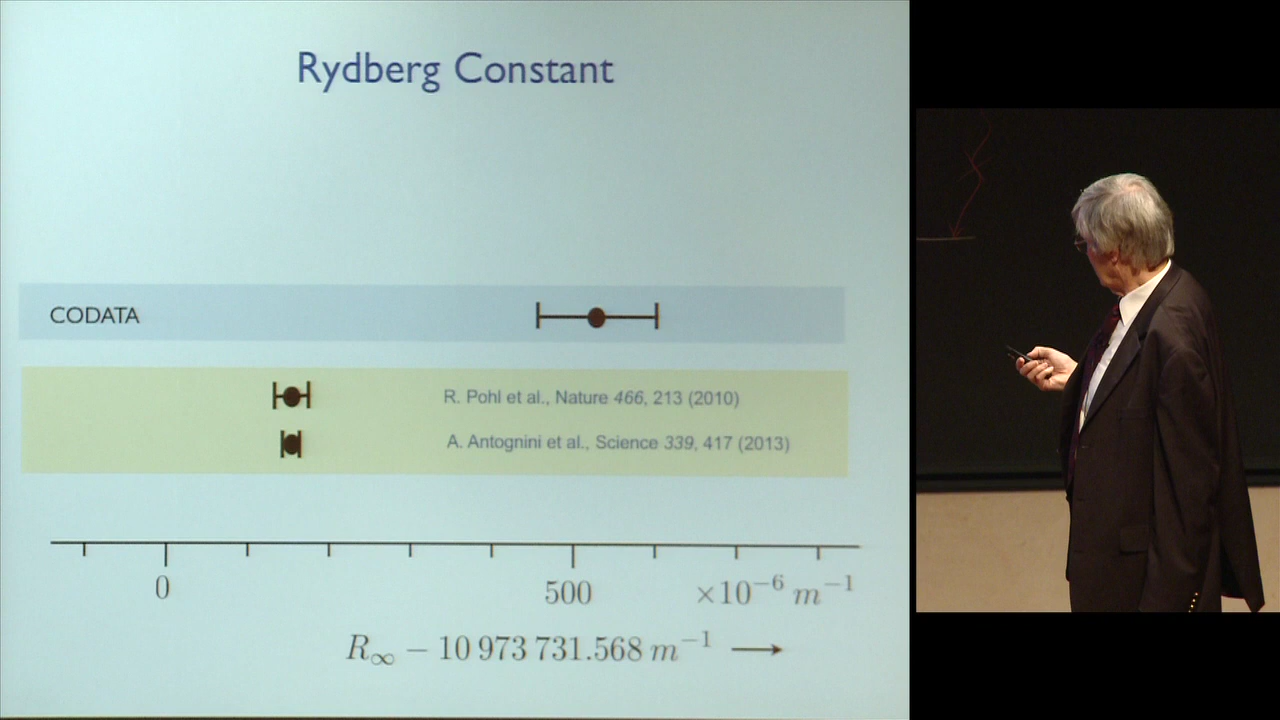 Rydberg Constant
CODATA
R. Pohl et al., Nature 466, 213 (2010)
A. Antognini et al., Science 339, 417 (2013)
0 500 ×10⁻⁶ m⁻¹
R∞ − 10 973 731.568 m⁻¹ ⟶